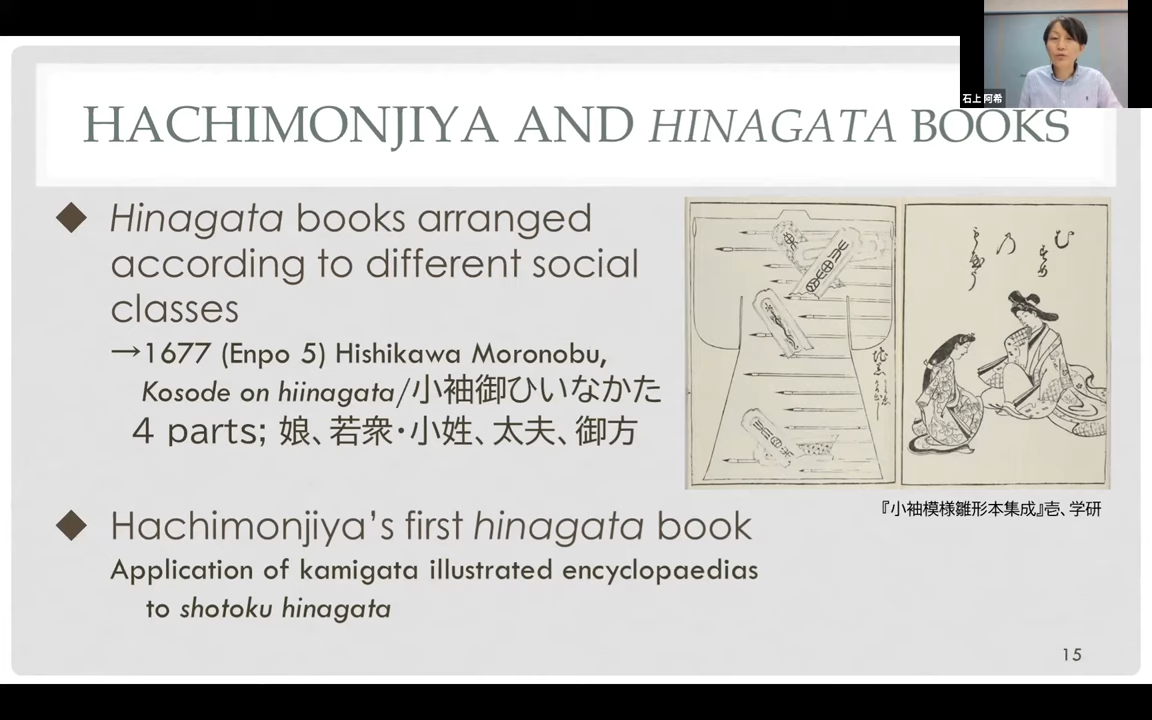 石上 阿希
HACHIMONJIYA AND HINAGATA BOOKS
◆ Hinagata books arranged
according to different social
classes
→1677 (Enpo 5) Hishikawa Moronobu,
Kosode on hiinagata/小袖御ひいなかた
4 parts; 娘、若衆・小姓、太夫、御方
『小袖模様雛形本集成』壱、学研
◆ Hachimonjiya’s first hinagata book
Application of kamigata illustrated encyclopaedias
to shotoku hinagata
15